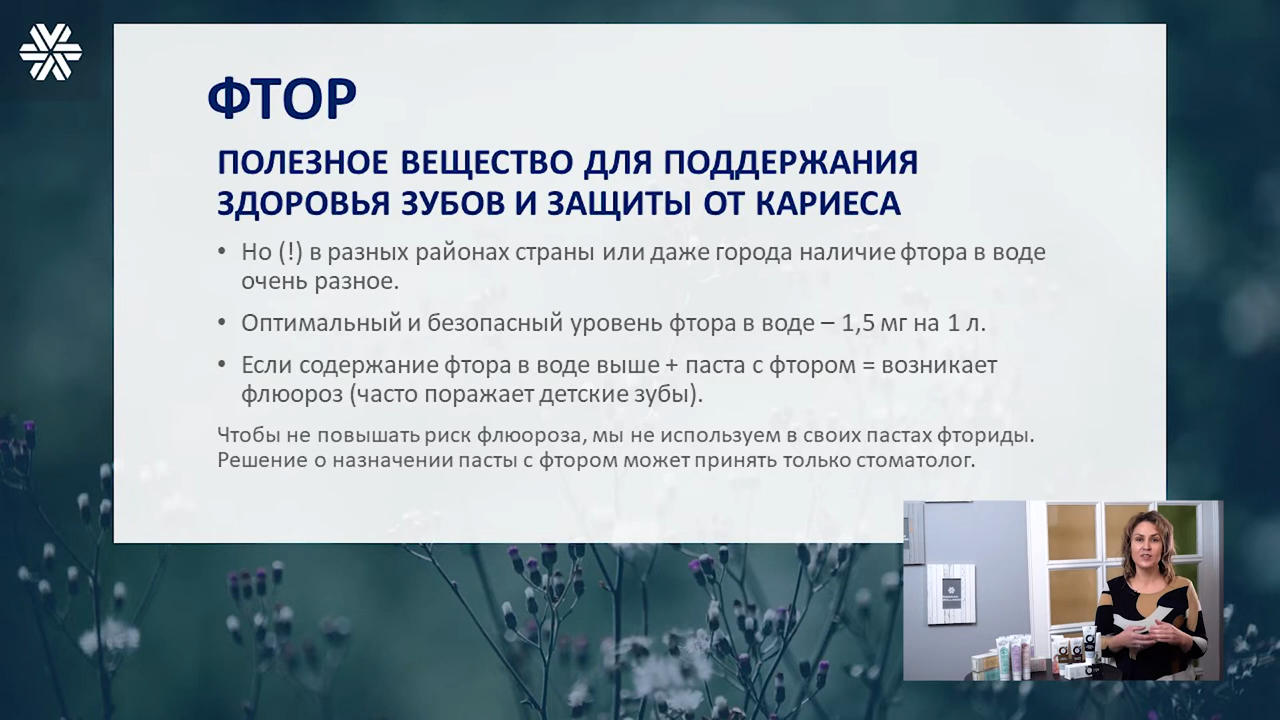 ФТОР
ПОЛЕЗНОЕ ВЕЩЕСТВО ДЛЯ ПОДДЕРЖАНИЯ
ЗДОРОВЬЯ ЗУБОВ И ЗАЩИТЫ ОТ КАРИЕСА
• Но (!) в разных районах страны или даже города наличие фтора в воде
очень разное.
• Оптимальный и безопасный уровень фтора в воде – 1,5 мг на 1 л.
• Если содержание фтора в воде выше + паста с фтором = возникает
флюороз (часто поражает детские зубы).
Чтобы не повышать риск флюороза, мы не используем в своих пастах фториды.
Решение о назначении пасты с фтором может принять только стоматолог.